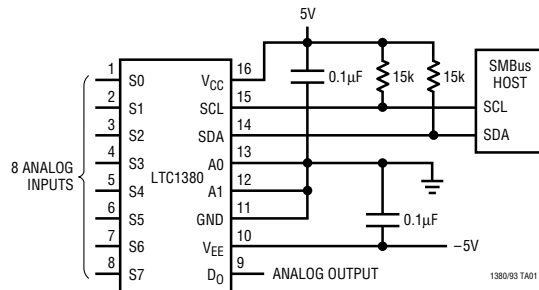 5V
SMBus
HOST
SCL
SDA
0.1µF
15k
15k
8 ANALOG
INPUTS
LTC1380
1 S0
2 S1
3 S2
4 S3
5 S4
6 S5
7 S6
8 S7
VCC 16
SCL 15
SDA 14
A0 13
A1 12
GND 11
VEE 10
DO 9
0.1µF
–5V
ANALOG OUTPUT
1380/93 TA01